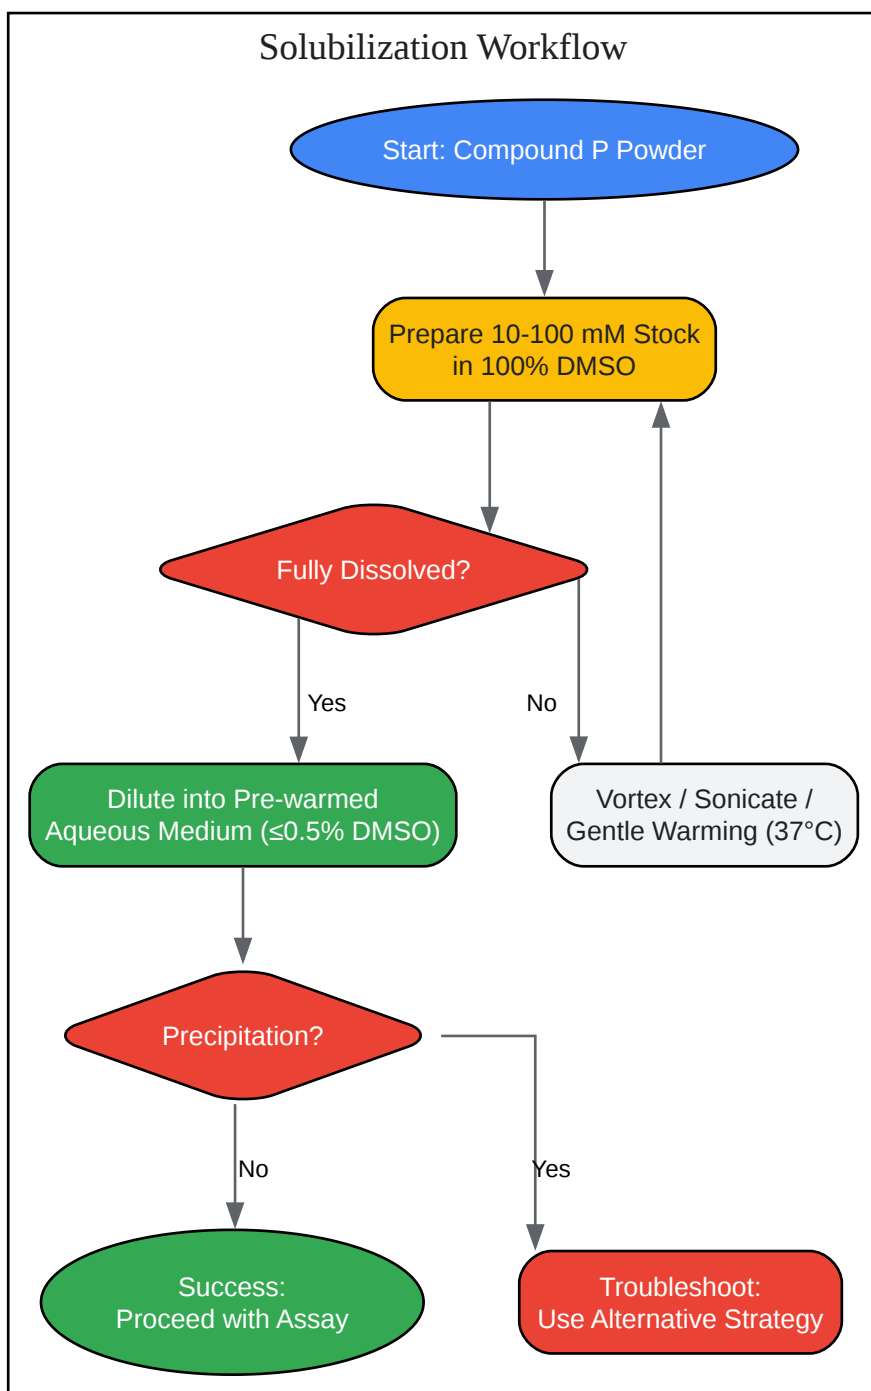 Solubilization Workflow
Start: Compound P Powder
Prepare 10-100 mM Stock
in 100% DMSO
Fully Dissolved?
Yes
No
Dilute into Pre-warmed
Aqueous Medium (≤0.5% DMSO)
Vortex / Sonicate /
Gentle Warming (37°C)
Precipitation?
No
Yes
Success:
Proceed with Assay
Troubleshoot:
Use Alternative Strategy